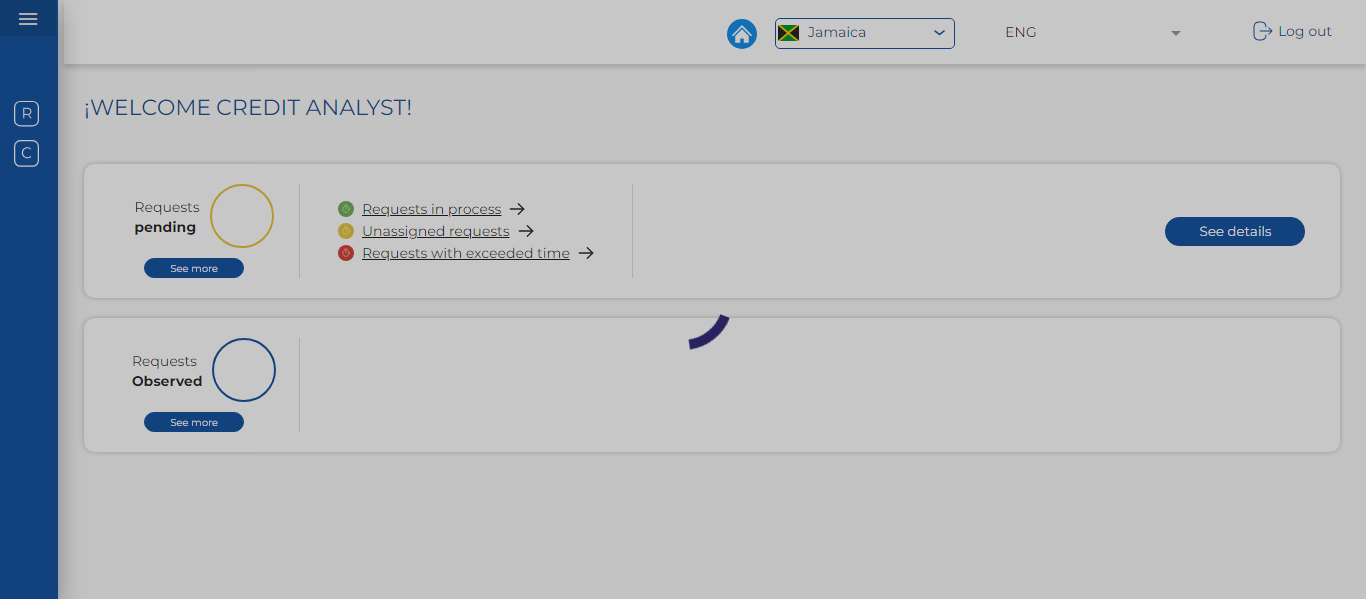 Jamaica
ENG
Log out
R
C
¡WELCOME CREDIT ANALYST!
Requests
pending
See more
Requests in process
Unassigned requests
Requests with exceeded time
See details
Requests
Observed
See more